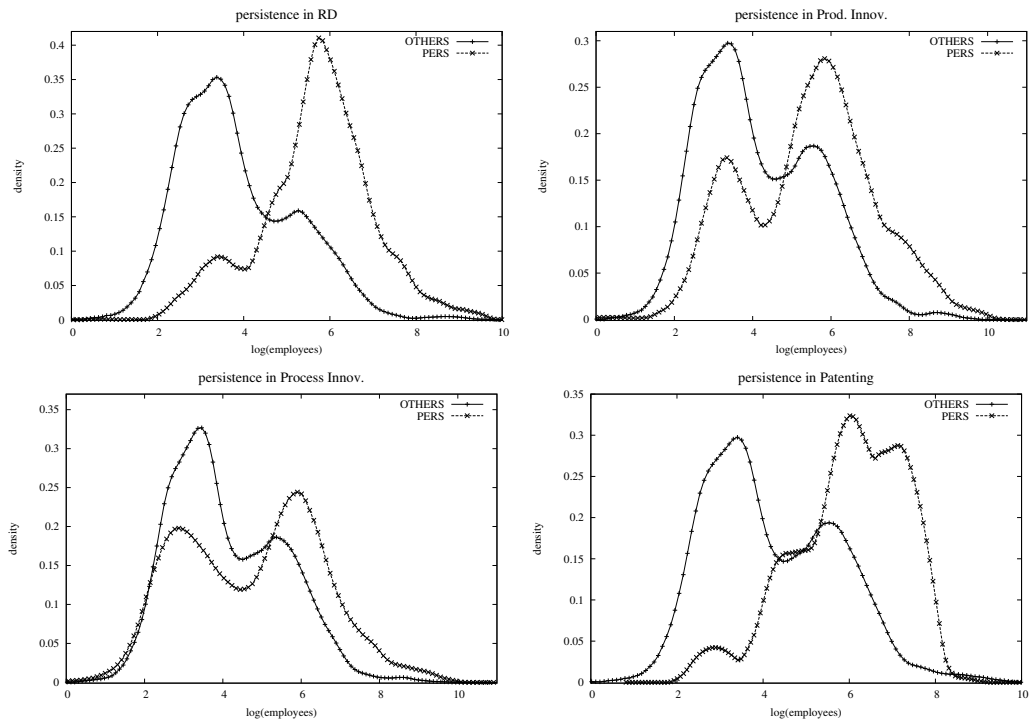 persistence in RD
OTHERS
PERS
density
0
0.05
0.1
0.15
0.2
0.25
0.3
0.35
0.4
0 2 4 6 8 10
log(employees)
persistence in Prod. Innov.
OTHERS
PERS
density
0
0.05
0.1
0.15
0.2
0.25
0.3
0 2 4 6 8 10
log(employees)
persistence in Process Innov.
OTHERS
PERS
density
0
0.05
0.1
0.15
0.2
0.25
0.3
0.35
0 2 4 6 8 10
log(employees)
persistence in Patenting
OTHERS
PERS
density
0
0.05
0.1
0.15
0.2
0.25
0.3
0.35
0 2 4 6 8 10
log(employees)